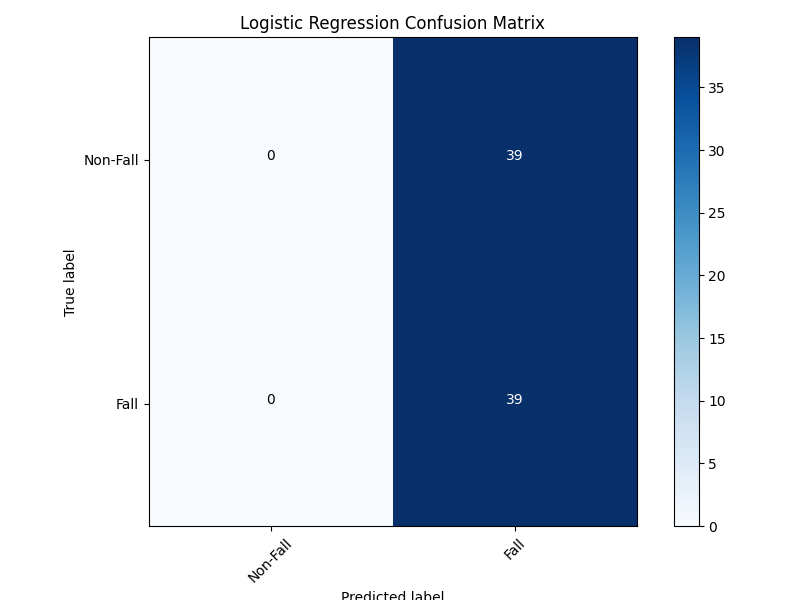 Logistic Regression Confusion Matrix
Non-Fall
0
39
Fall
0
39
True label
Non-Fall
Fall
Predicted label
35
30
25
20
15
10
5
0